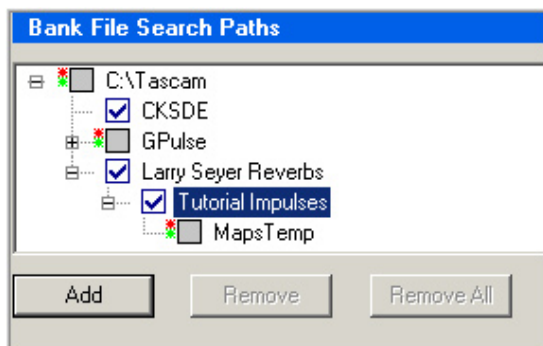 Bank File Search Paths
C:\Tascam
CKSDE
GPulse
Larry Seyer Reverbs
Tutorial Impulses
MapsTemp
Add Remove Remove All